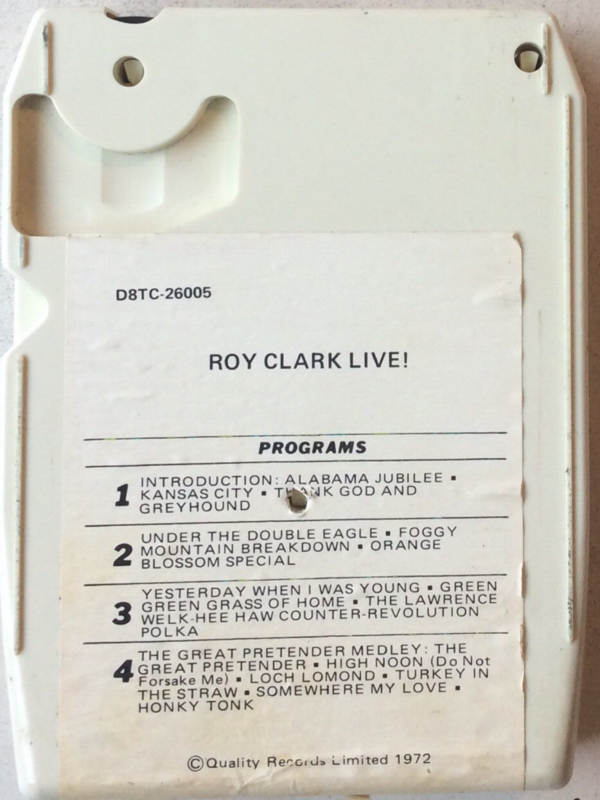 D8TC-26005
ROY CLARK LIVE!
PROGRAMS
1 INTRODUCTION: ALABAMA JUBILEE ▪
KANSAS CITY ▪ THANK GOD AND
GREYHOUND
2 UNDER THE DOUBLE EAGLE ▪ FOGGY
MOUNTAIN BREAKDOWN ▪ ORANGE
BLOSSOM SPECIAL
3 YESTERDAY WHEN I WAS YOUNG ▪ GREEN
GREEN GRASS OF HOME ▪ THE LAWRENCE
WELK-HEE HAW COUNTER-REVOLUTION
POLKA
4 THE GREAT PRETENDER MEDLEY: THE
GREAT PRETENDER ▪ HIGH NOON (Do Not
Forsake Me) ▪ LOCH LOMOND ▪ TURKEY IN
THE STRAW ▪ SOMEWHERE MY LOVE ▪
HONKY TONK
©Quality Records Limited 1972